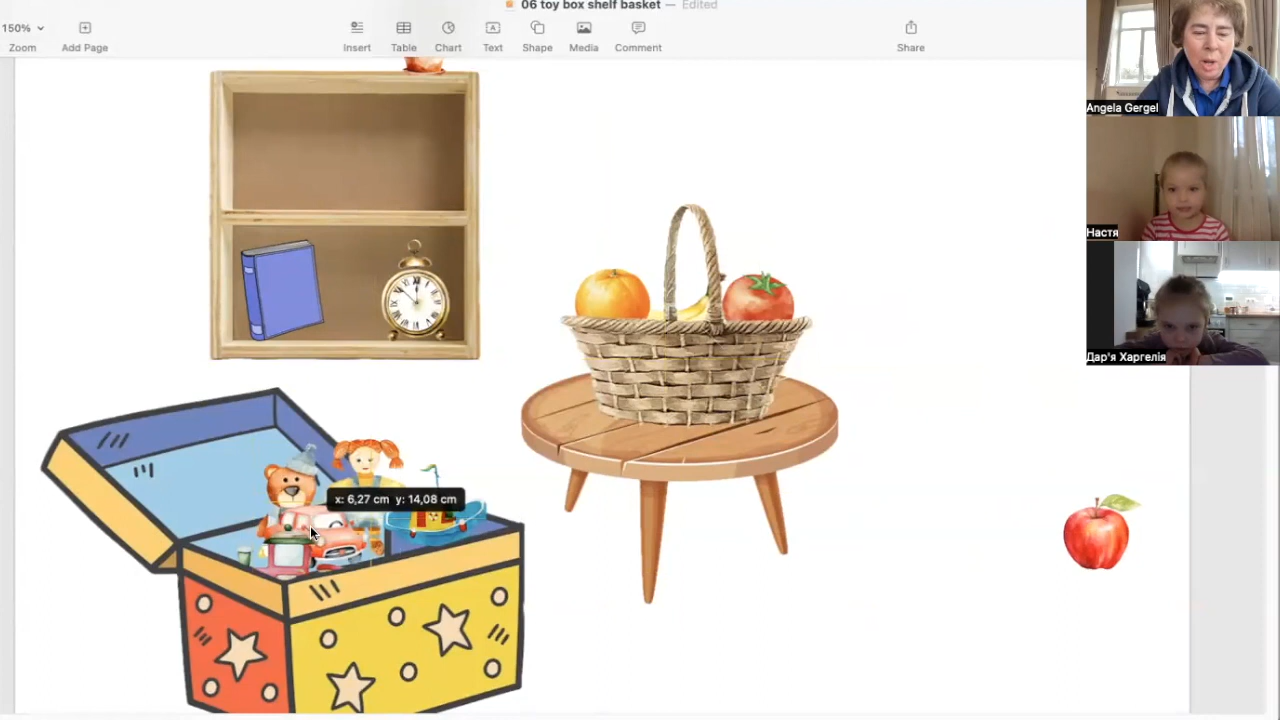 06 toy box shelf basket — Edited
150%
Zoom
Add Page
Insert
Table
Chart
Text
Shape
Media
Comment
Share
Angela Gergel
Настя
Дар'я Харгелія
x: 6,27 cm y: 14,08 cm